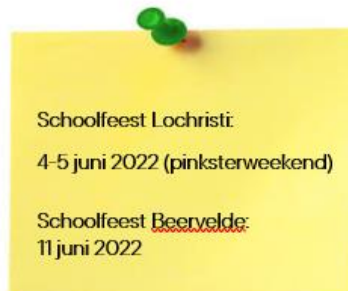 Schoolfeest Lochristi:
4-5 juni 2022 (pinksterweekend)
Schoolfeest Beervelde:
11 juni 2022